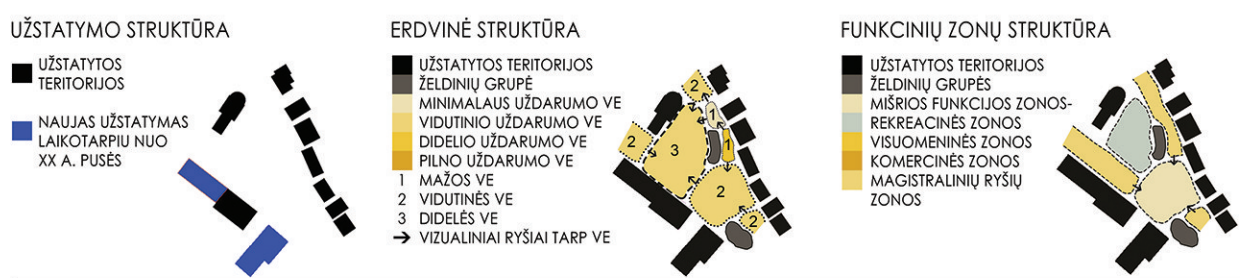 UŽSTATYMO STRUKTŪRA
UŽSTATYTOS
TERITORIJOS
NAUJAS UŽSTATYMAS
LAIKOTARPIU NUO
XX A. PUSĖS
ERDVINĖ STRUKTŪRA
UŽSTATYTOS TERITORIJOS
ŽELDINIŲ GRUPĖ
MINIMALAUS UŽDARUMO VE
VIDUTINIO UŽDARUMO VE
DIDELIO UŽDARUMO VE
PILNO UŽDARUMO VE
1 MAŽOS VE
2 VIDUTINĖS VE
3 DIDELĖS VE
→ VIZUALINIAI RYŠIAI TARP VE
2
1
2
3
1
2
2
FUNKCINIŲ ZONŲ STRUKTŪRA
UŽSTATYTOS TERITORIJOS
ŽELDINIŲ GRUPĖS
MIŠRIOS FUNKCIJOS ZONOS-
REKREACINĖS ZONOS
VISUOMENINĖS ZONOS
KOMERCINĖS ZONOS
MAGISTRALINIŲ RYŠIŲ
ZONOS